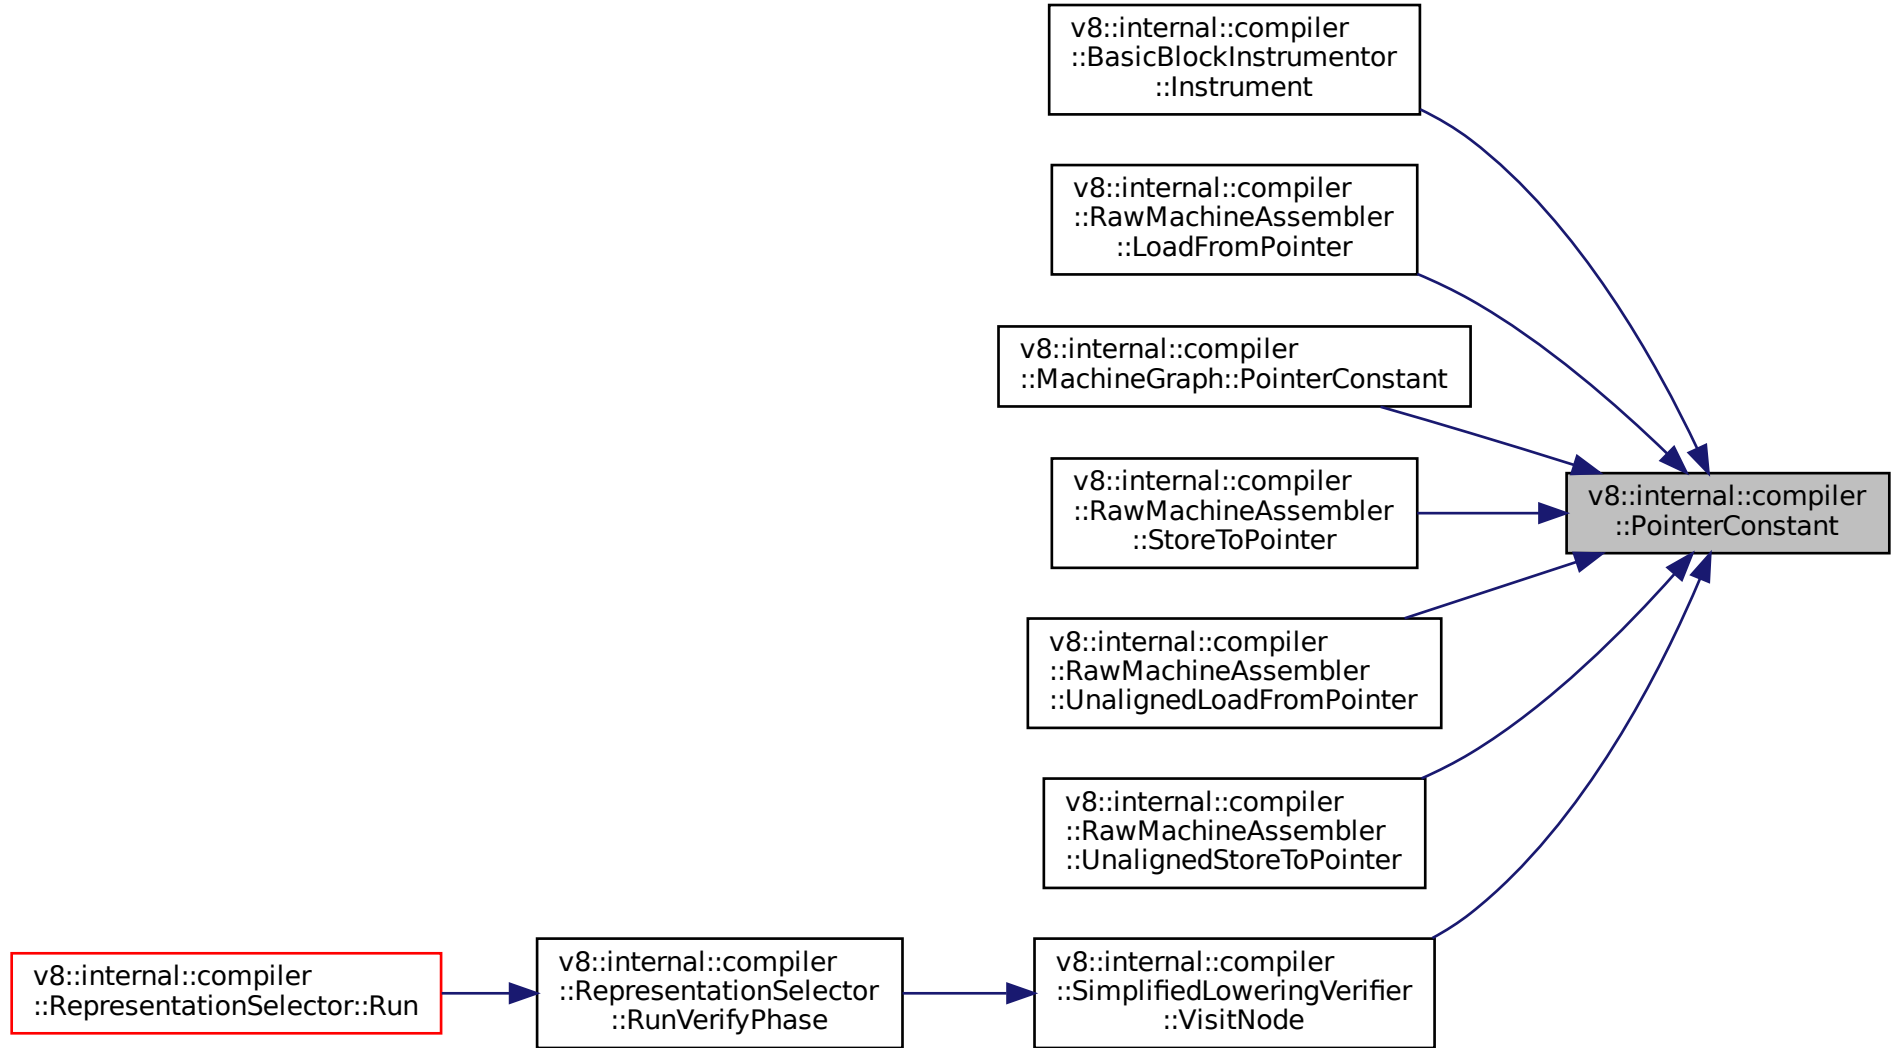 v8::internal::compiler
::BasicBlockInstrumentor
::Instrument
v8::internal::compiler
::RawMachineAssembler
::LoadFromPointer
v8::internal::compiler
::MachineGraph::PointerConstant
v8::internal::compiler
::RawMachineAssembler
::StoreToPointer
v8::internal::compiler
::PointerConstant
v8::internal::compiler
::RawMachineAssembler
::UnalignedLoadFromPointer
v8::internal::compiler
::RawMachineAssembler
::UnalignedStoreToPointer
v8::internal::compiler
::RepresentationSelector::Run
v8::internal::compiler
::RepresentationSelector
::RunVerifyPhase
v8::internal::compiler
::SimplifiedLoweringVerifier
::VisitNode